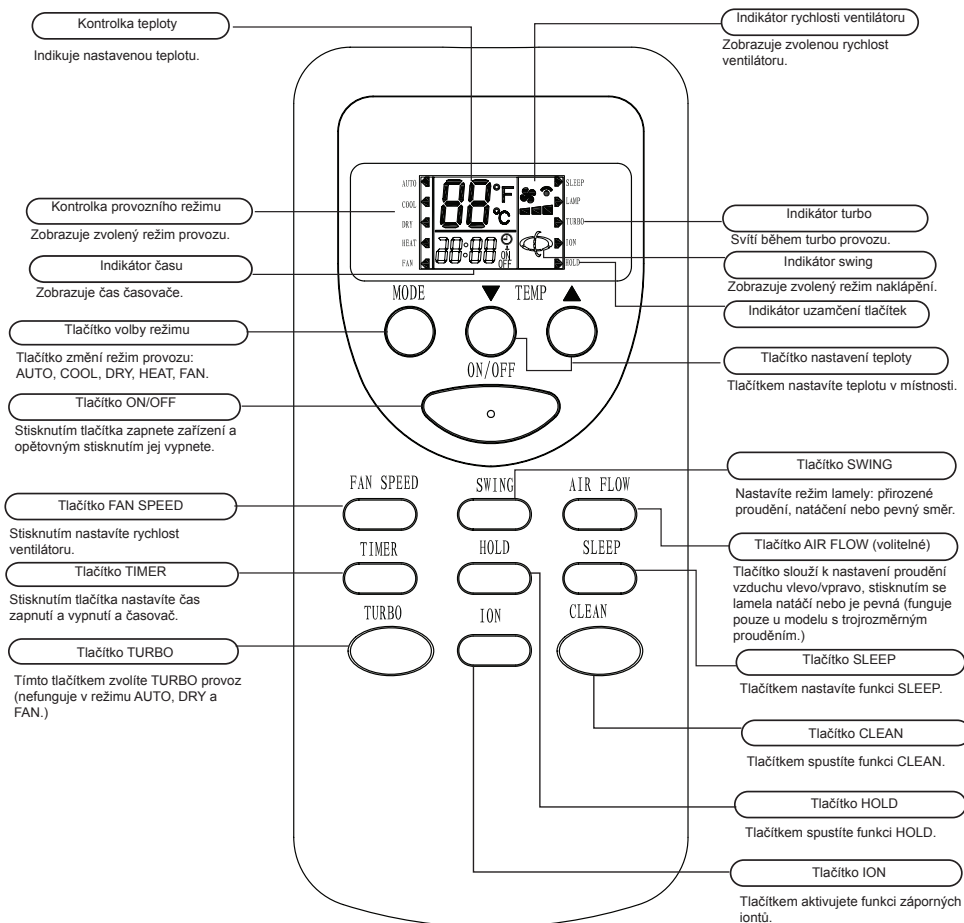 Kontrolka teploty
Indikuje nastavenou teplotu.
Indikátor rychlosti ventilátoru
Zobrazuje zvolenou rychlost
ventilátoru.
AUTO
COOL
DRY
HEAT
FAN
88 °F
°C
88:88 ON
OFF
SLEEP
LAMP
TURBO
ION
HOLD
Kontrolka provozního režimu
Zobrazuje zvolený režim provozu.
Indikátor času
Zobrazuje čas časovače.
Tlačítko volby režimu
Tlačítko změní režim provozu:
AUTO, COOL, DRY, HEAT, FAN.
Tlačítko ON/OFF
Stisknutím tlačítka zapnete zařízení a
opětovným stisknutím jej vypnete.
Tlačítko FAN SPEED
Stisknutím nastavíte rychlost
ventilátoru.
Tlačítko TIMER
Stisknutím tlačítka nastavíte čas
zapnutí a vypnutí a časovač.
Tlačítko TURBO
Tímto tlačítkem zvolíte TURBO provoz
(nefunguje v režimu AUTO, DRY a
FAN.)
MODE ▼ TEMP ▲
ON/OFF
FAN SPEED SWING AIR FLOW
TIMER HOLD SLEEP
TURBO ION CLEAN
Indikátor turbo
Svítí během turbo provozu.
Indikátor swing
Zobrazuje zvolený režim naklápění.
Indikátor uzamčení tlačítek
Tlačítko nastavení teploty
Tlačítkem nastavíte teplotu v místnosti.
Tlačítko SWING
Nastavíte režim lamely: přirozené
proudění, natáčení nebo pevný směr.
Tlačítko AIR FLOW (volitelné)
Tlačítko slouží k nastavení proudění
vzduchu vlevo/vpravo, stisknutím se
lamela natáčí nebo je pevná (funguje
pouze u modelu s trojrozměrným
prouděním.)
Tlačítko SLEEP
Tlačítkem nastavíte funkci SLEEP.
Tlačítko CLEAN
Tlačítkem spustíte funkci CLEAN.
Tlačítko HOLD
Tlačítkem spustíte funkci HOLD.
Tlačítko ION
Tlačítkem aktivujete funkci záporných
iontů.